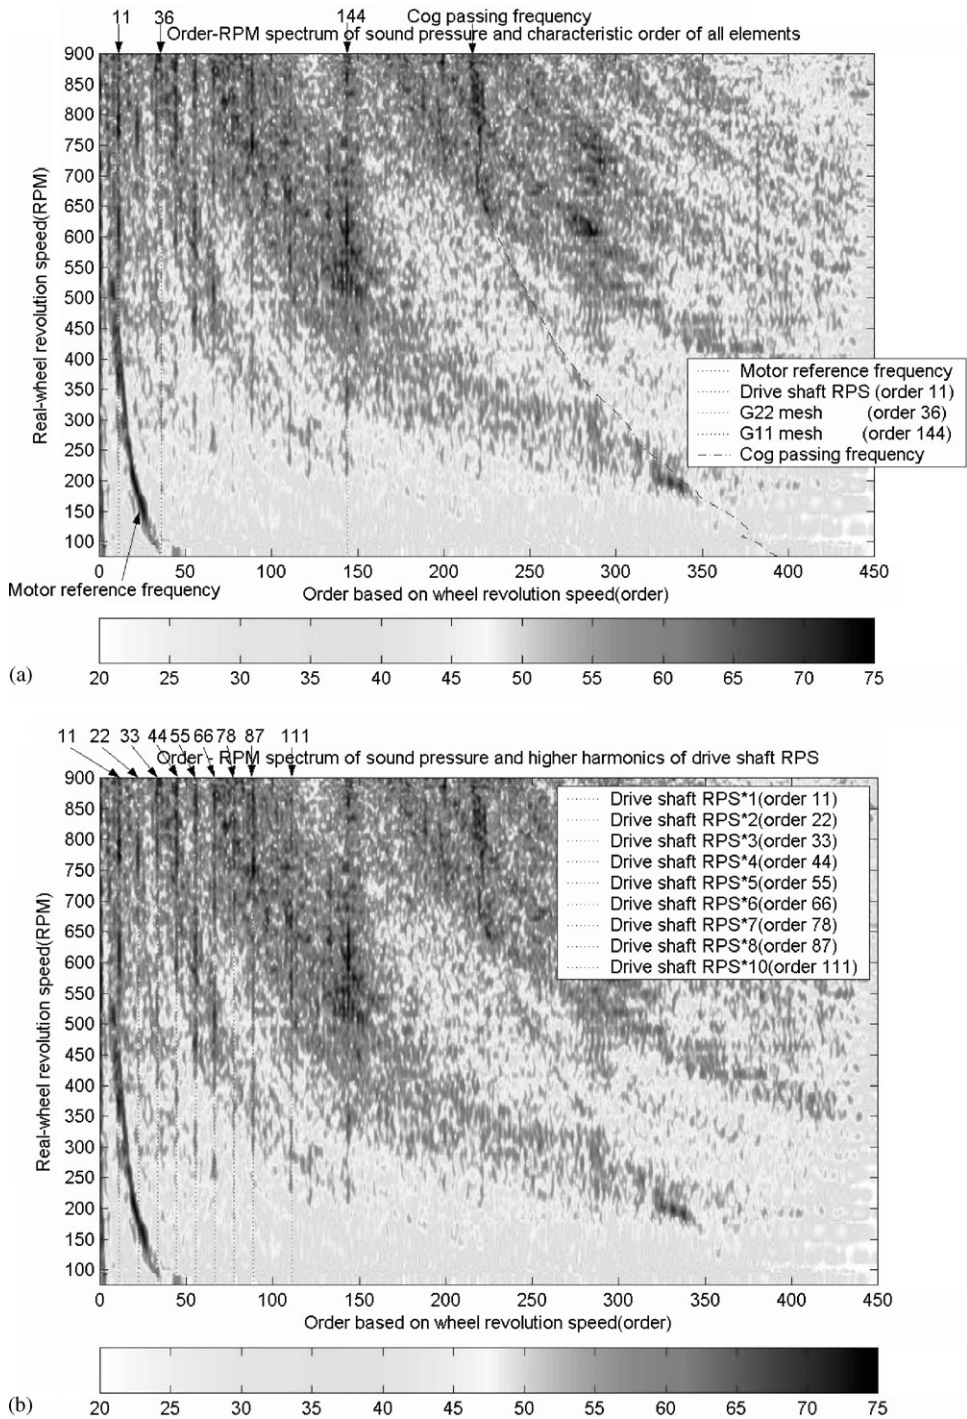 11 36 144 Cog passing frequency
Order-RPM spectrum of sound pressure and characteristic order of all elements
900
850
800
750
700
650
600
550
500
450
400
350
300
250
200
150
100
Real-wheel revolution speed(RPM)
Motor reference frequency
Drive shaft RPS (order 11)
G22 mesh (order 36)
G11 mesh (order 144)
Cog passing frequency
0 50 100 150 200 250 300 350 400 450
Motor reference frequency
Order based on wheel revolution speed(order)
(a)
20 25 30 35 40 45 50 55 60 65 70 75
11 22 33 44 55 66 78 87 111
Order - RPM spectrum of sound pressure and higher harmonics of drive shaft RPS
900
850
800
750
700
650
600
550
500
450
400
350
300
250
200
150
100
Real-wheel revolution speed(RPM)
Drive shaft RPS*1(order 11)
Drive shaft RPS*2(order 22)
Drive shaft RPS*3(order 33)
Drive shaft RPS*4(order 44)
Drive shaft RPS*5(order 55)
Drive shaft RPS*6(order 66)
Drive shaft RPS*7(order 78)
Drive shaft RPS*8(order 87)
Drive shaft RPS*10(order 111)
0 50 100 150 200 250 300 350 400 450
Order based on wheel revolution speed(order)
(b)
20 25 30 35 40 45 50 55 60 65 70 75